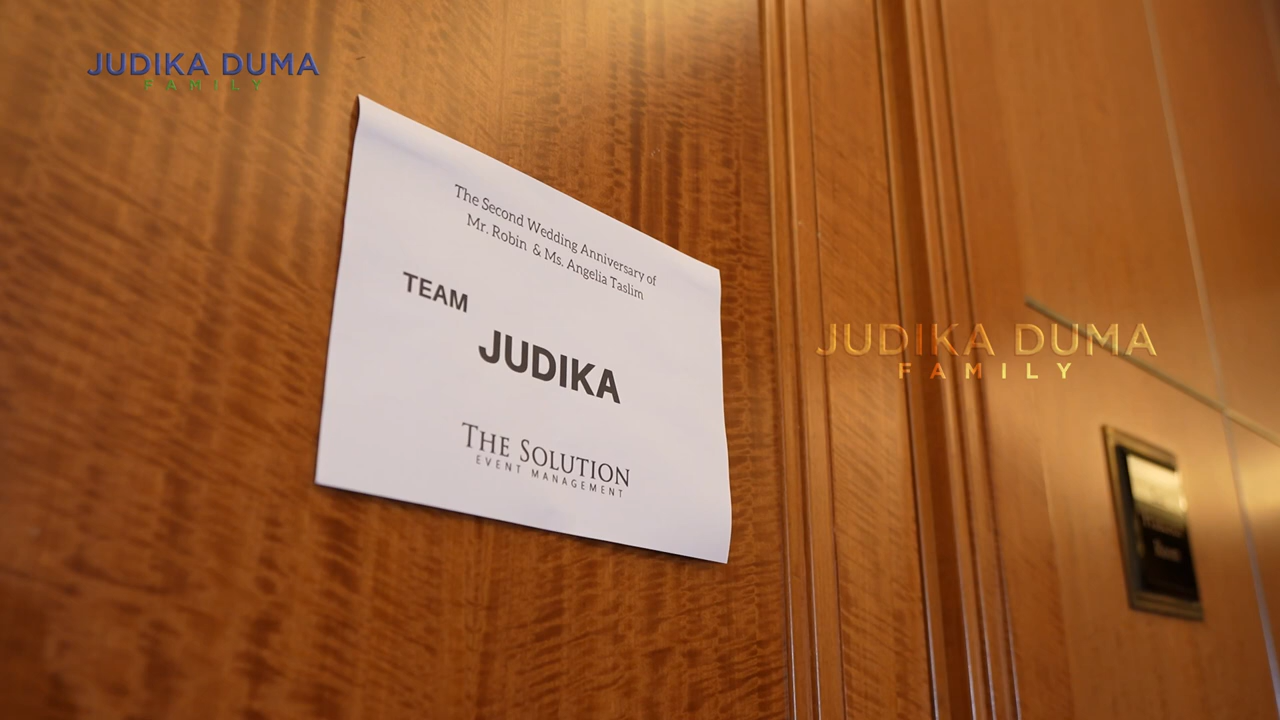 JUDIKA DUMA
FAMILY
The Second Wedding Anniversary of
Mr. Robin & Ms. Angelia Taslim
TEAM
JUDIKA
THE SOLUTION
EVENT MANAGEMENT
JUDIKA DUMA
FAMILY